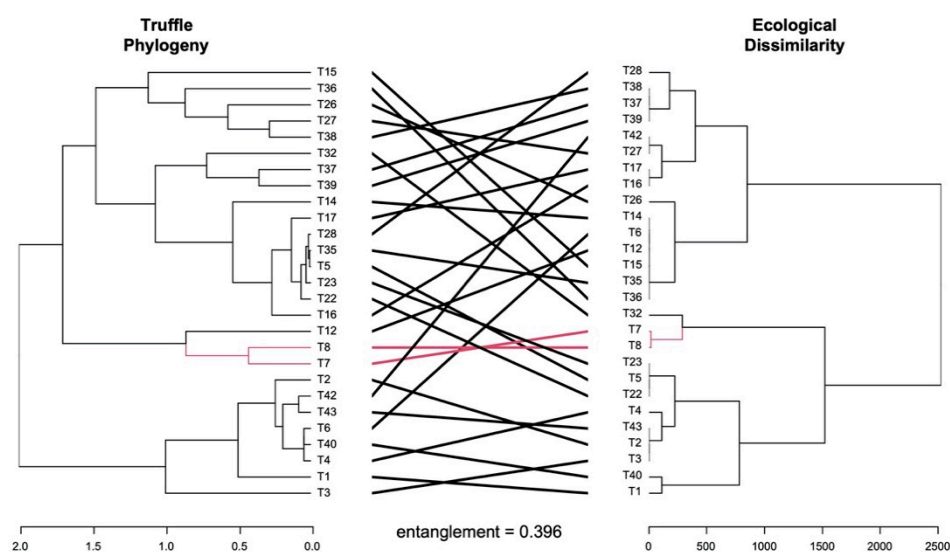 Truffle
Phylogeny
Ecological
Dissimilarity
T15
T36
T26
T27
T38
T32
T37
T39
T14
T17
T28
T35
T5
T23
T22
T16
T12
T8
T7
T2
T42
T43
T6
T40
T4
T1
T3
T28
T38
T37
T39
T42
T27
T17
T16
T26
T14
T6
T12
T15
T35
T36
T32
T7
T8
T23
T5
T22
T4
T43
T2
T3
T40
T1
2.0 1.5 1.0 0.5 0.0
entanglement = 0.396
0 500 1000 1500 2000 2500